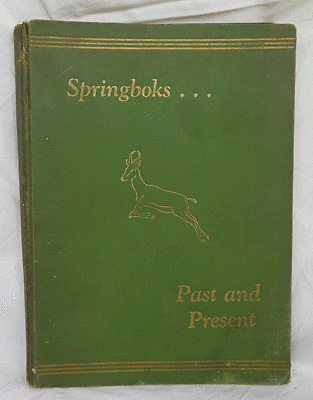 Springboks . . .
Past and
Present